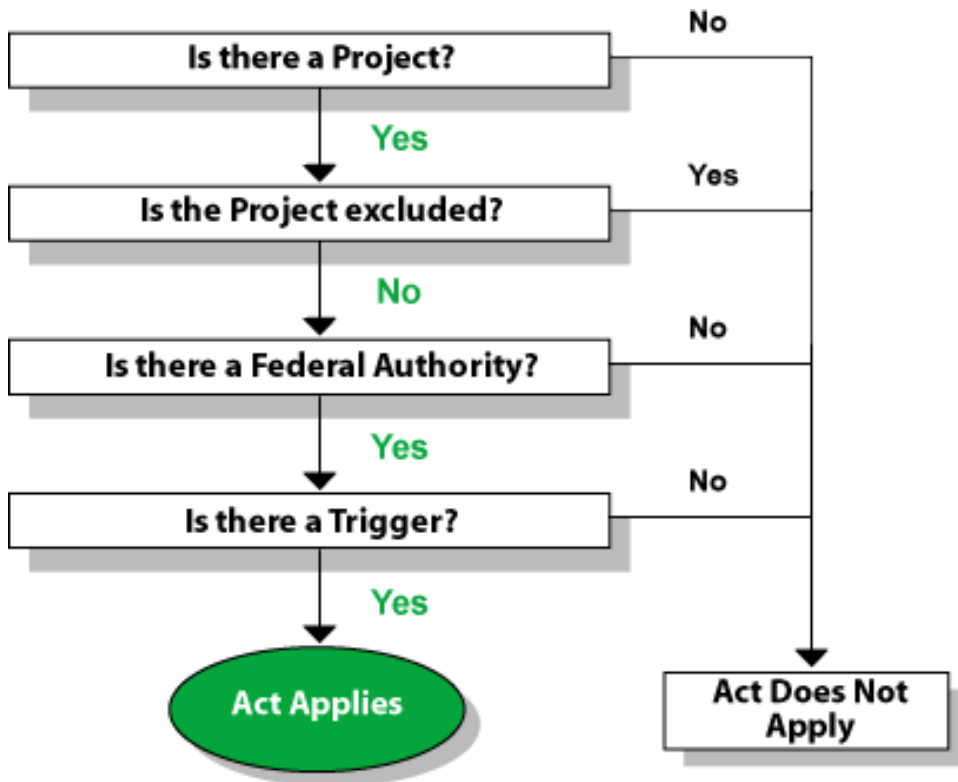 No
Is there a Project?
Yes
Yes
Is the Project excluded?
No
No
Is there a Federal Authority?
Yes
No
Is there a Trigger?
Yes
Act Applies
Act Does Not
Apply